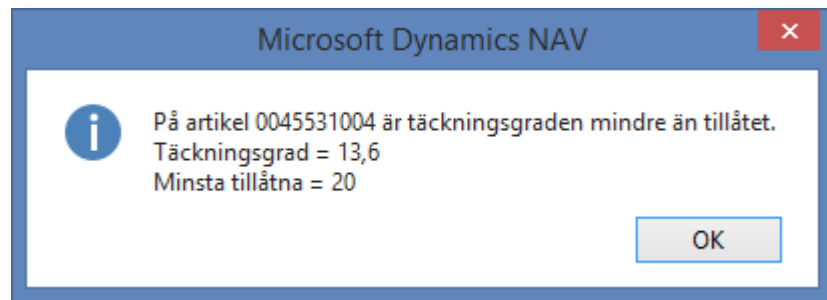 Microsoft Dynamics NAV
På artikel 0045531004 är täckningsgraden mindre än tillåtet.
Täckningsgrad = 13,6
Minsta tillåtna = 20
OK